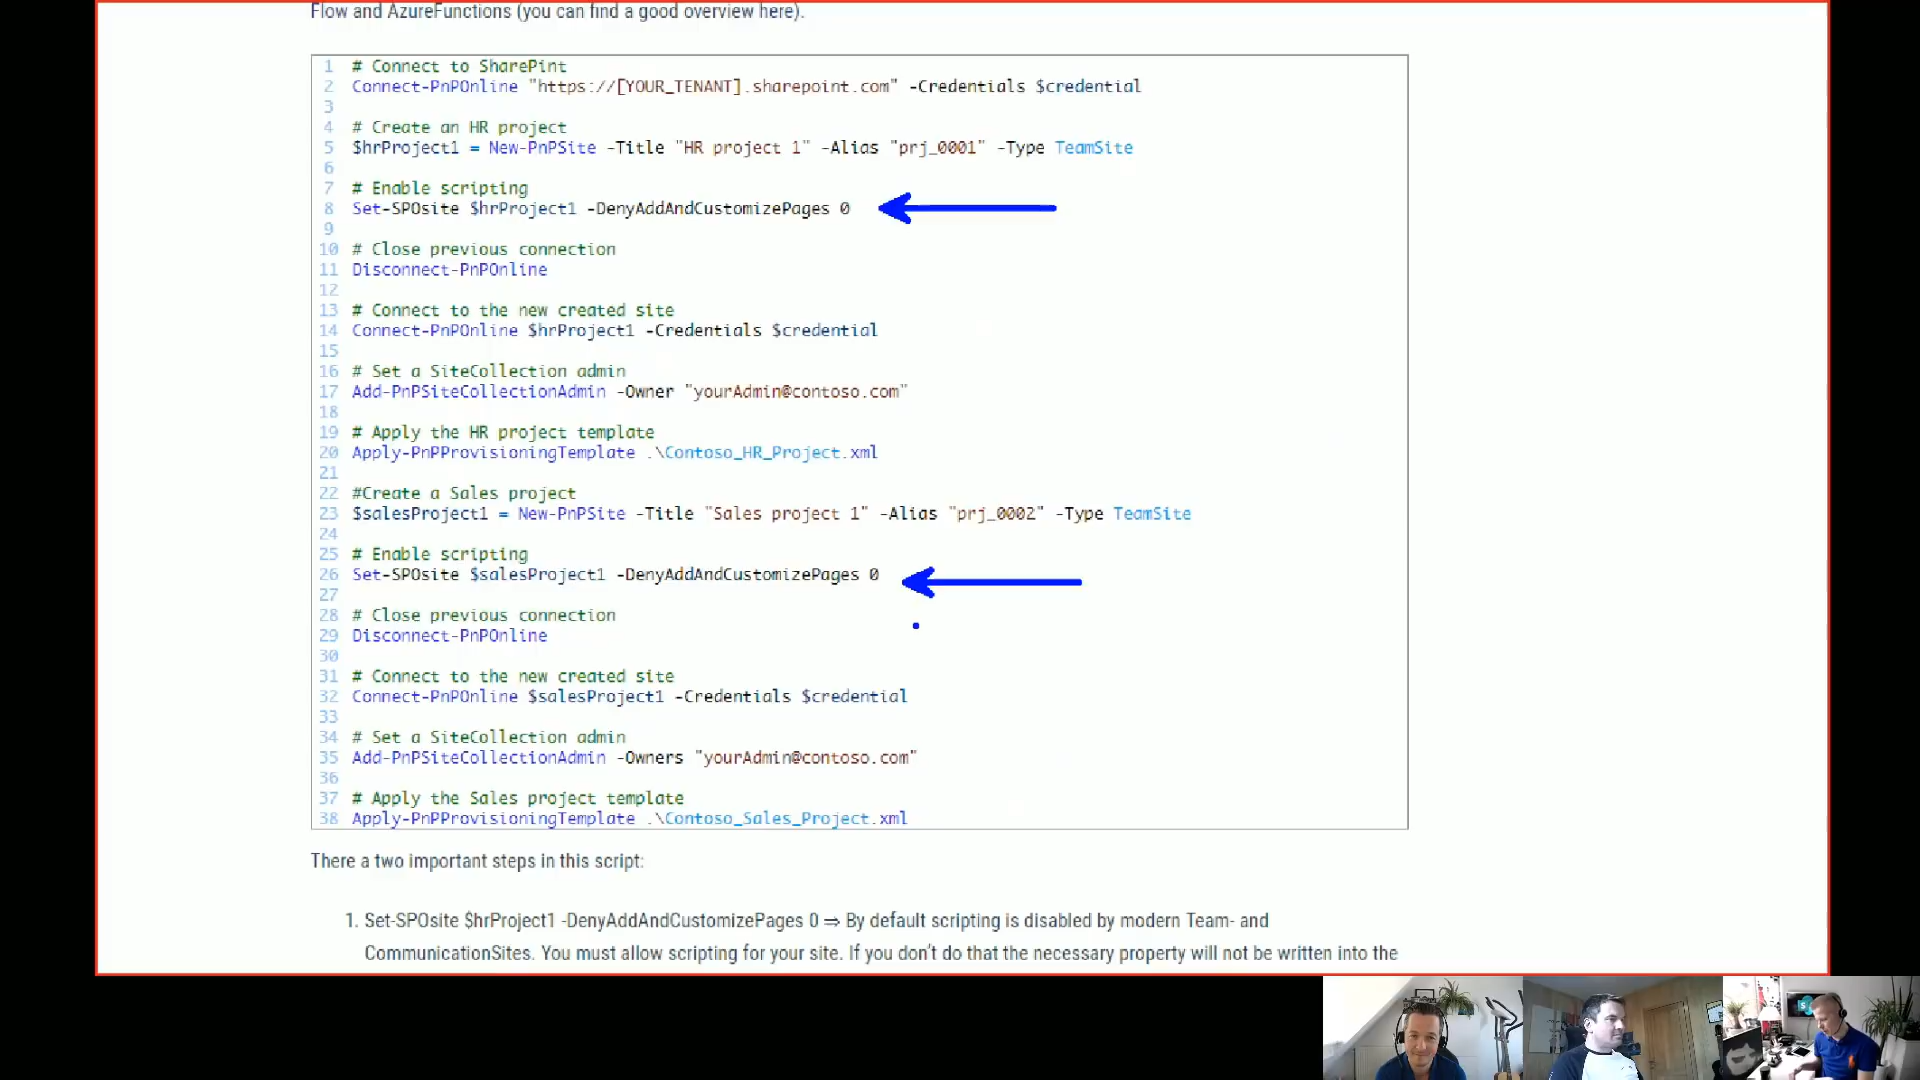 Flow and AzureFunctions (you can find a good overview here).
1 # Connect to SharePint
2 Connect-PnPOnline "https://[YOUR_TENANT].sharepoint.com" -Credentials $credential
3
4 # Create an HR project
5 $hrProject1 = New-PnPSite -Title "HR project 1" -Alias "prj_0001" -Type TeamSite
6
7 # Enable scripting
8 Set-SPOsite $hrProject1 -DenyAddAndCustomizePages 0
9
10 # Close previous connection
11 Disconnect-PnPOnline
12
13 # Connect to the new created site
14 Connect-PnPOnline $hrProject1 -Credentials $credential
15
16 # Set a SiteCollection admin
17 Add-PnPSiteCollectionAdmin -Owner "yourAdmin@contoso.com"
18
19 # Apply the HR project template
20 Apply-PnPProvisioningTemplate .\Contoso_HR_Project.xml
21
22 #Create a Sales project
23 $salesProject1 = New-PnPSite -Title "Sales project 1" -Alias "prj_0002" -Type TeamSite
24
25 # Enable scripting
26 Set-SPOsite $salesProject1 -DenyAddAndCustomizePages 0
27
28 # Close previous connection
29 Disconnect-PnPOnline
30
31 # Connect to the new created site
32 Connect-PnPOnline $salesProject1 -Credentials $credential
33
34 # Set a SiteCollection admin
35 Add-PnPSiteCollectionAdmin -Owners "yourAdmin@contoso.com"
36
37 # Apply the Sales project template
38 Apply-PnPProvisioningTemplate .\Contoso_Sales_Project.xml
There a two important steps in this script:
1. Set-SPOsite $hrProject1 -DenyAddAndCustomizePages 0 ⇒ By default scripting is disabled by modern Team- and
CommunicationSites. You must allow scripting for your site. If you don't do that the necessary property will not be written into the